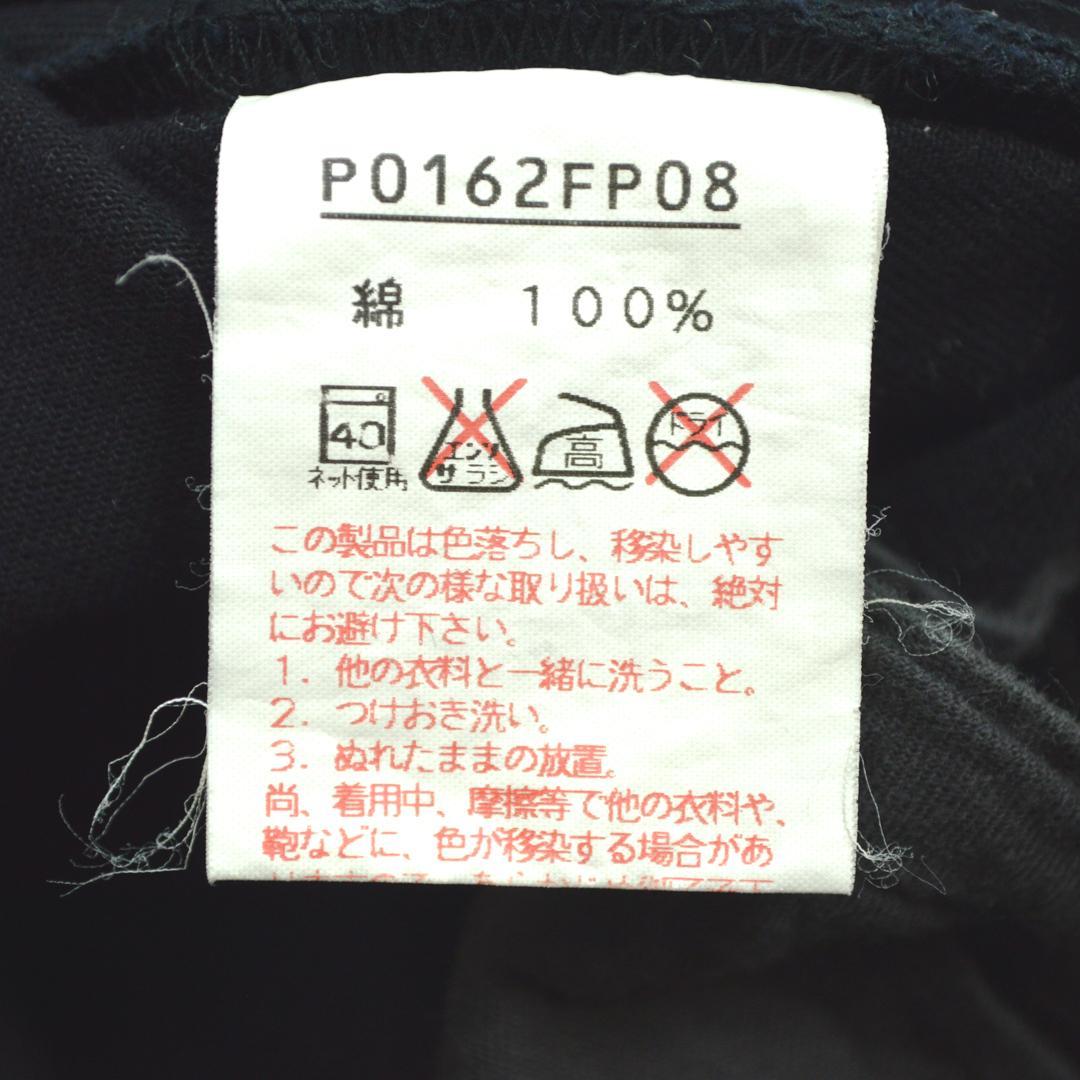 P0162FP08
綿 100%
40
ネット使用
エンソ
サラシ
高
ドライ
この製品は色落ちし、移染しやす
いので次の様な取り扱いは、絶対
にお避け下さい。
1. 他の衣料と一緒に洗うこと。
2. つけおき洗い。
3. ぬれたままの放置。
尚、着用中、摩擦等で他の衣料や、
鞄などに、色が移染する場合があ